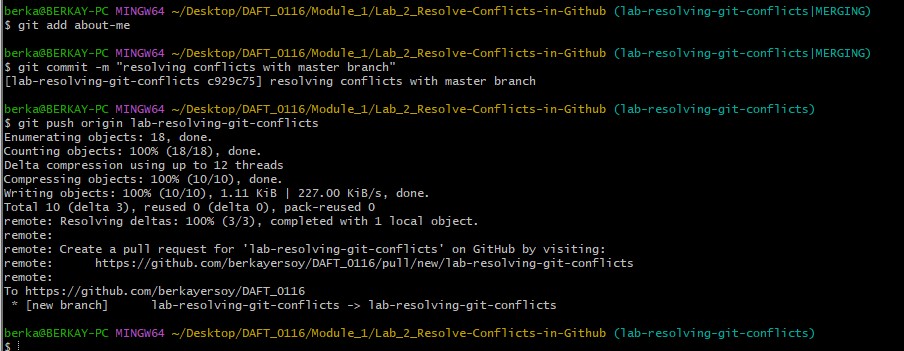 berka@BERKAY-PC MINGW64 ~/Desktop/DAFT_0116/Module_1/Lab_2_Resolve-Conflicts-in-Github (lab-resolving-git-conflicts|MERGING)
$ git add about-me
berka@BERKAY-PC MINGW64 ~/Desktop/DAFT_0116/Module_1/Lab_2_Resolve-Conflicts-in-Github (lab-resolving-git-conflicts|MERGING)
$ git commit -m "resolving conflicts with master branch"
[lab-resolving-git-conflicts c929c75] resolving conflicts with master branch
berka@BERKAY-PC MINGW64 ~/Desktop/DAFT_0116/Module_1/Lab_2_Resolve-Conflicts-in-Github (lab-resolving-git-conflicts)
$ git push origin lab-resolving-git-conflicts
Enumerating objects: 18, done.
Counting objects: 100% (18/18), done.
Delta compression using up to 12 threads
Compressing objects: 100% (10/10), done.
Writing objects: 100% (10/10), 1.11 KiB | 227.00 KiB/s, done.
Total 10 (delta 3), reused 0 (delta 0), pack-reused 0
remote: Resolving deltas: 100% (3/3), completed with 1 local object.
remote:
remote: Create a pull request for 'lab-resolving-git-conflicts' on GitHub by visiting:
remote:      https://github.com/berkayersoy/DAFT_0116/pull/new/lab-resolving-git-conflicts
remote:
To https://github.com/berkayersoy/DAFT_0116
 * [new branch]      lab-resolving-git-conflicts -> lab-resolving-git-conflicts
berka@BERKAY-PC MINGW64 ~/Desktop/DAFT_0116/Module_1/Lab_2_Resolve-Conflicts-in-Github (lab-resolving-git-conflicts)
$